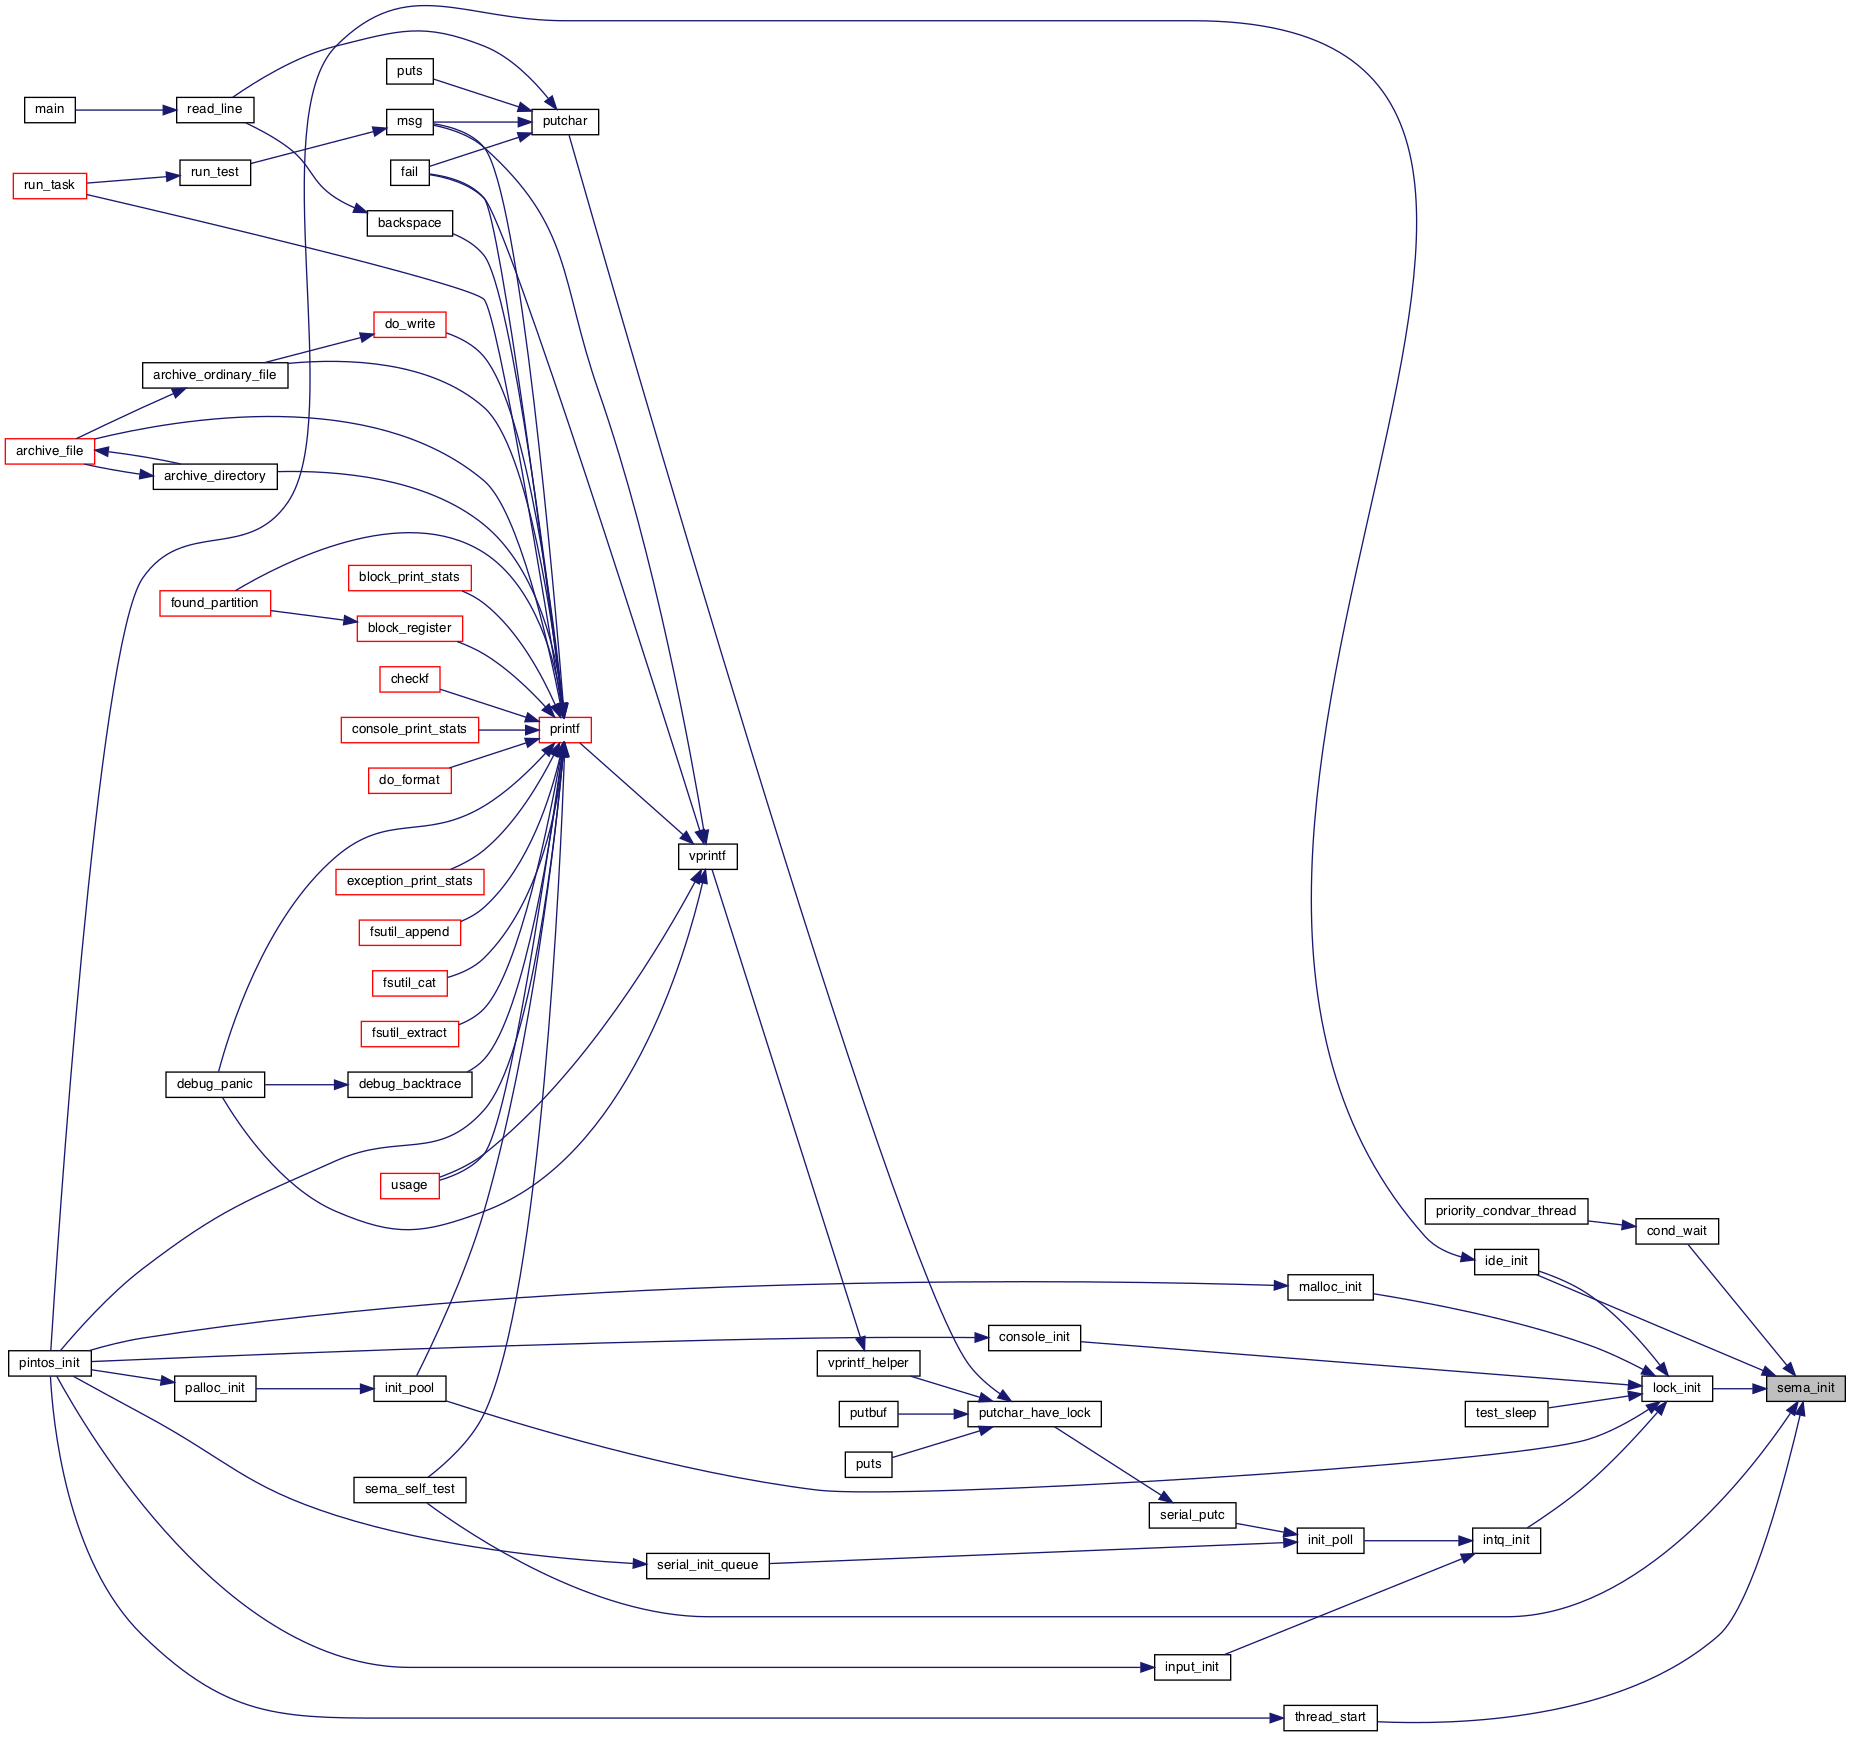 puts
main
read_line
msg
putchar
run_test
fail
run_task
backspace
do_write
archive_ordinary_file
archive_file
archive_directory
block_print_stats
found_partition
block_register
checkf
console_print_stats
printf
do_format
vprintf
exception_print_stats
fsutil_append
fsutil_cat
fsutil_extract
debug_panic
debug_backtrace
usage
priority_condvar_thread
cond_wait
ide_init
malloc_init
console_init
pintos_init
vprintf_helper
palloc_init
init_pool
lock_init
sema_init
putbuf
putchar_have_lock
test_sleep
puts
sema_self_test
serial_putc
init_poll
intq_init
serial_init_queue
input_init
thread_start